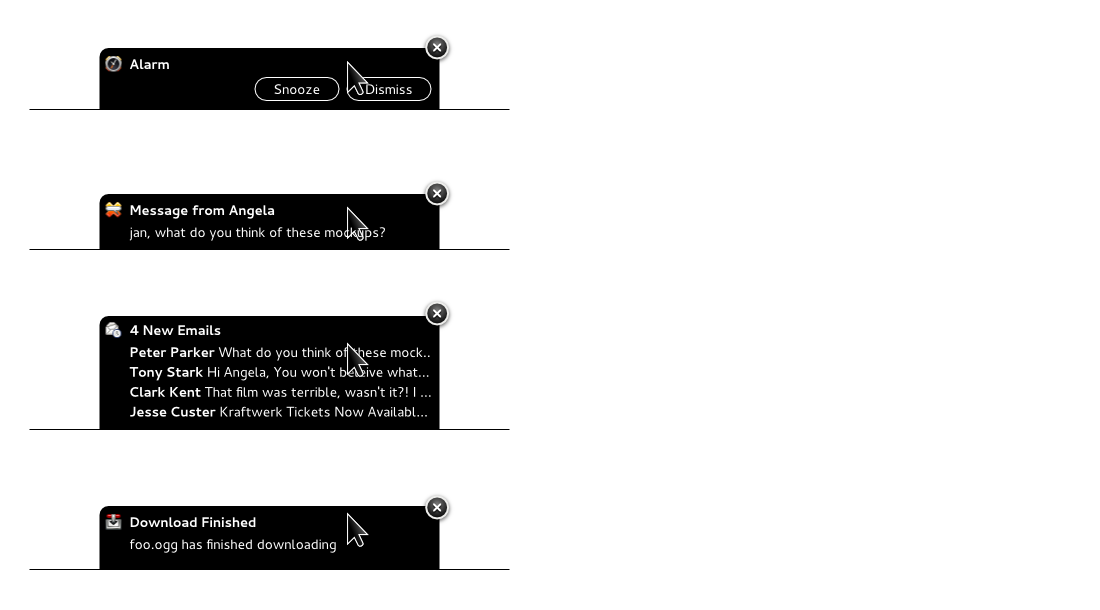 Alarm
Snooze Dismiss
Message from Angela
jan, what do you think of these mockups?
4 New Emails
Peter Parker What do you think of these mock..
Tony Stark Hi Angela, You won't beleive what...
Clark Kent That film was terrible, wasn't it?! I ...
Jesse Custer Kraftwerk Tickets Now Availabl...
Download Finished
foo.ogg has finished downloading